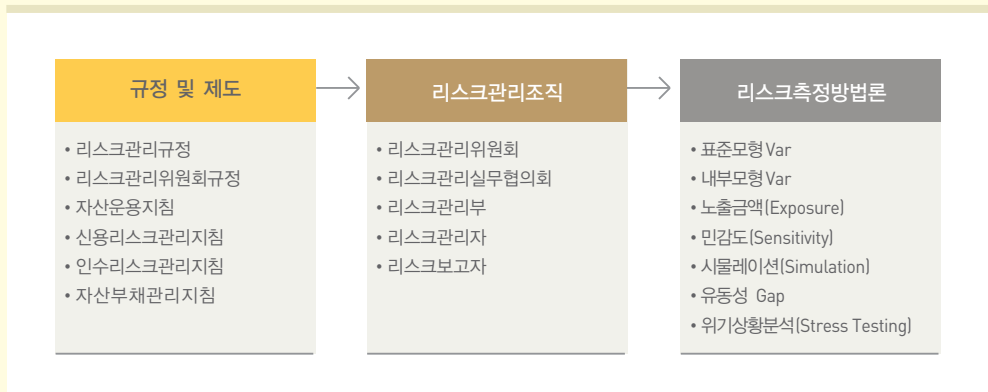 규정 및 제도
• 리스크관리규정
• 리스크관리위원회규정
• 자산운용지침
• 신용리스크관리지침
• 인수리스크관리지침
• 자산부채관리지침
리스크관리조직
• 리스크관리위원회
• 리스크관리실무협의회
• 리스크관리부
• 리스크관리자
• 리스크보고자
리스크측정방법론
• 표준모형Var
• 내부모형Var
• 노출금액(Exposure)
• 민감도(Sensitivity)
• 시물레이션(Simulation)
• 유동성 Gap
• 위기상황분석(Stress Testing)